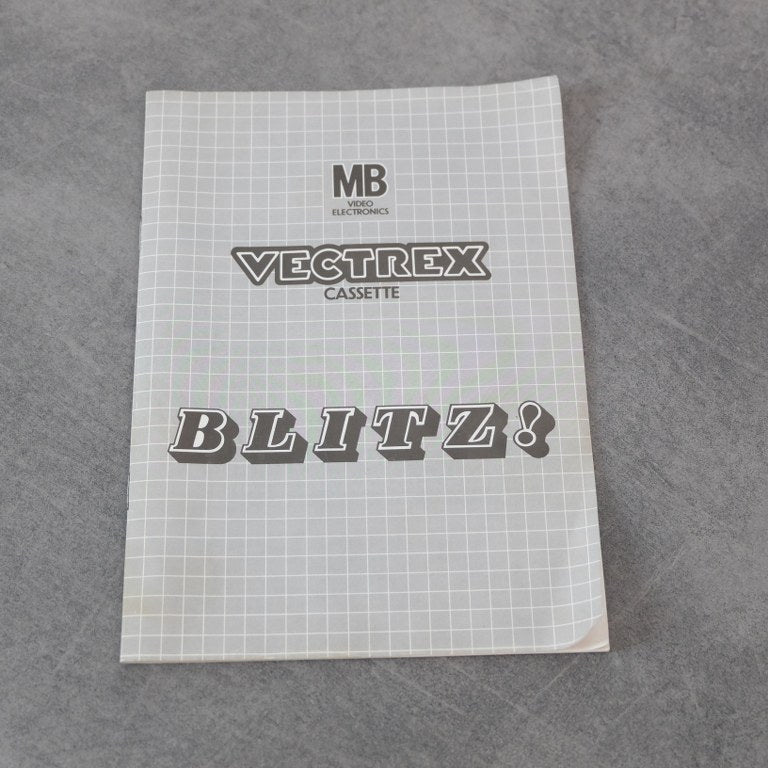 MB
VIDEO
ELECTRONICS
VECTREX
CASSETTE
BLITZ!